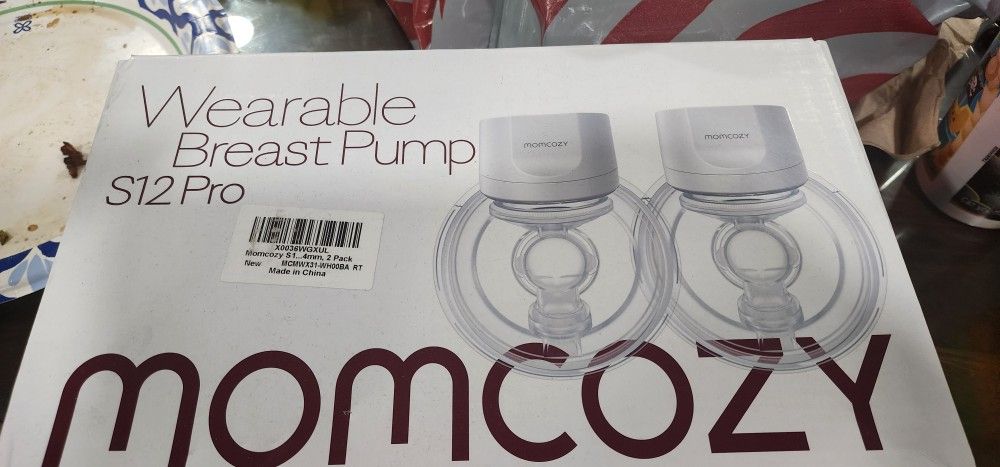 Wearable
Breast Pump
S12 Pro
momcozy
momcozy
X0036WGXUL
Momcozy S1...4mm, 2 Pack
New MCMWX31-WH00BA RT
Made in China
momcozy